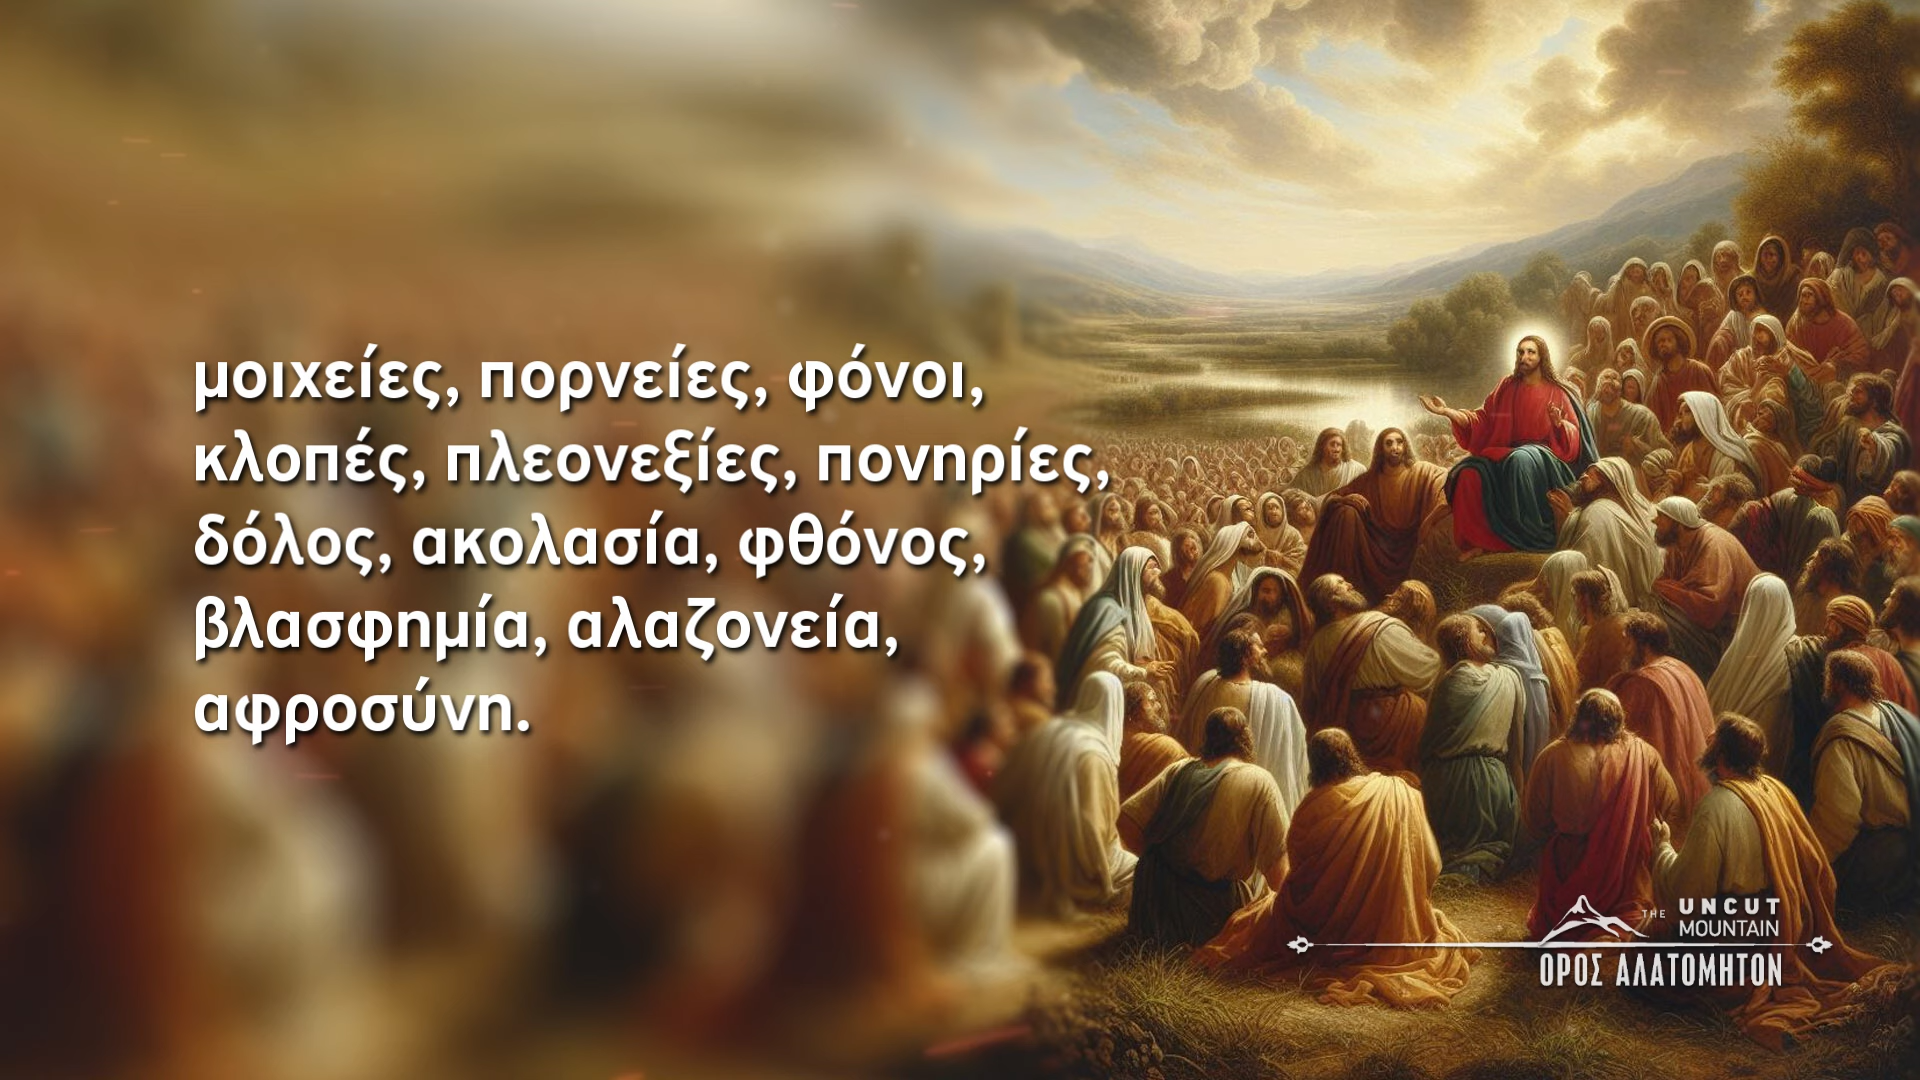 μοιχείες, πορνείες, φόνοι,
κλοπές, πλεονεξίες, πονηρίες,
δόλος, ακολασία, φθόνος,
βλασφημία, αλαζονεία,
αφροσύνη.
THE UNCUT
MOUNTAIN
ΟΡΟΣ ΑΛΑΤΟΜΗΤΟΝ